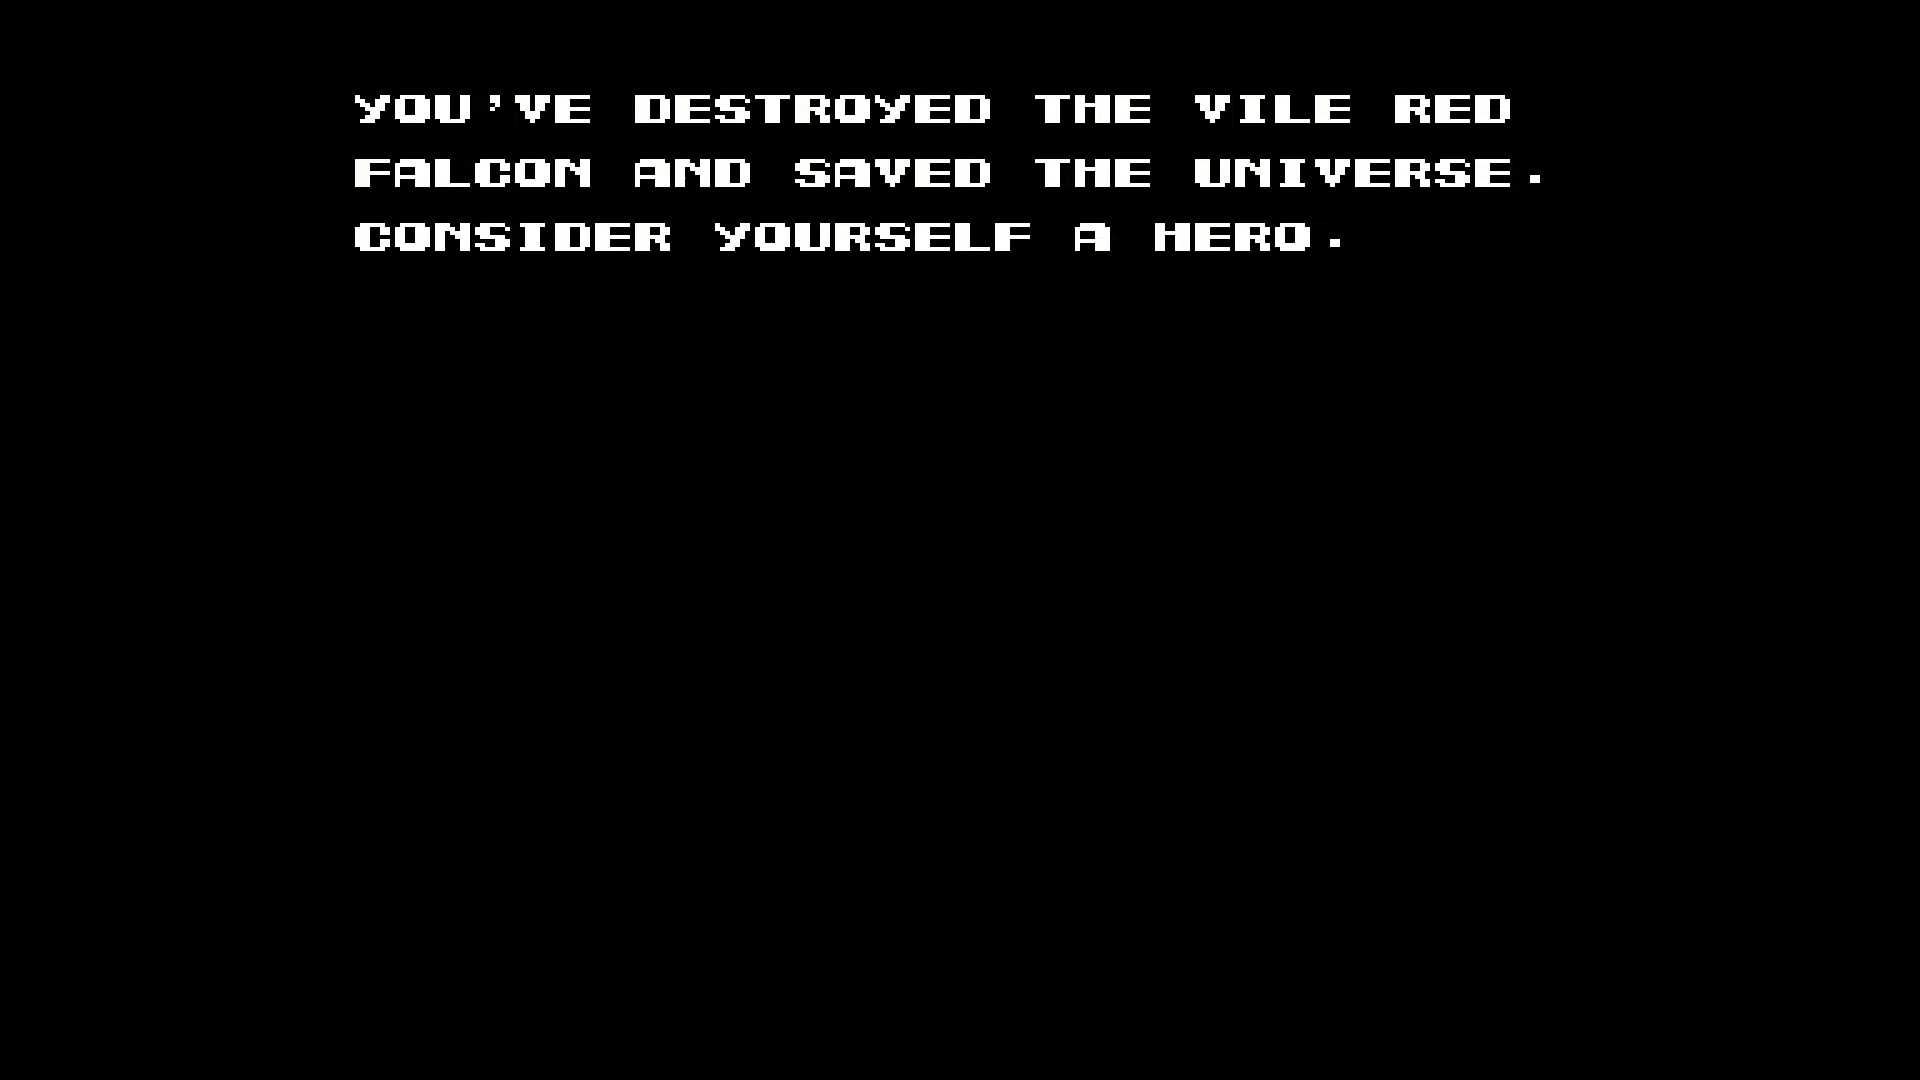 YOU'VE DESTROYED THE VILE RED
FALCON AND SAVED THE UNIVERSE.
CONSIDER YOURSELF A HERO.